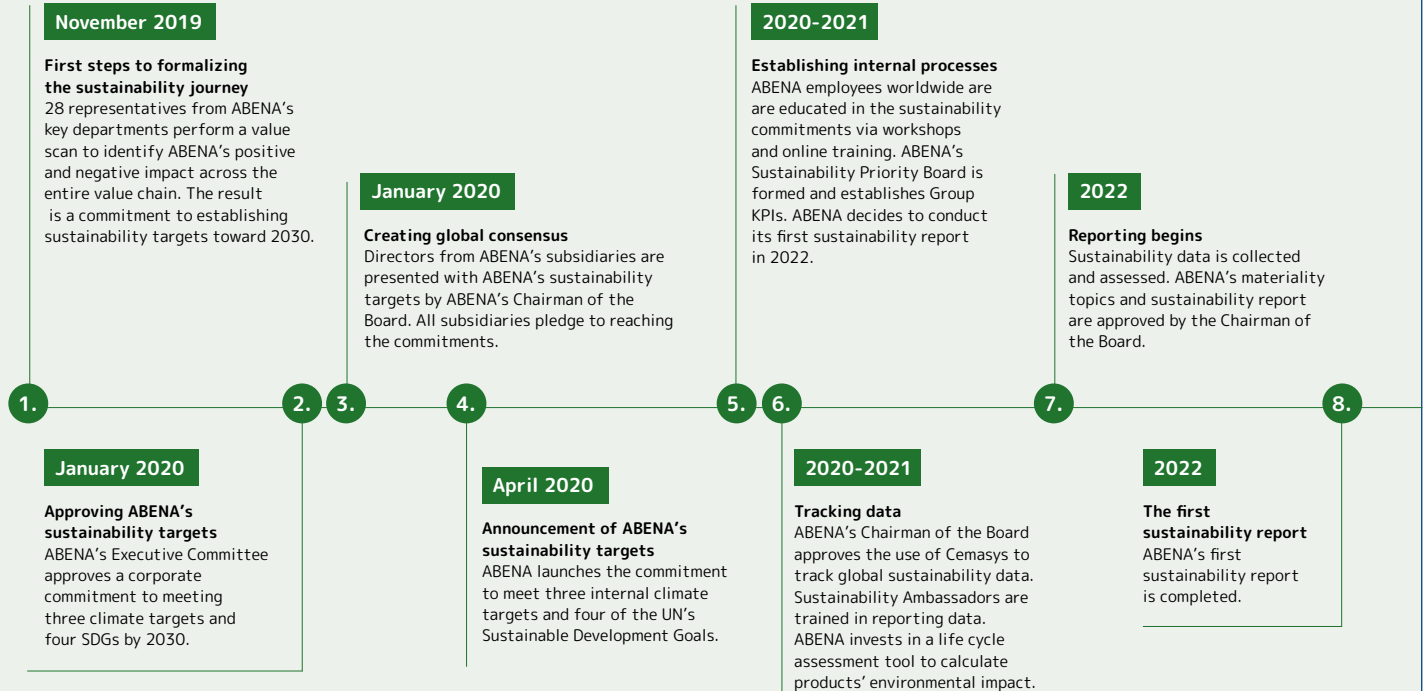 November 2019
First steps to formalizing
the sustainability journey
28 representatives from ABENA’s
key departments perform a value
scan to identify ABENA’s positive
and negative impact across the
entire value chain. The result
is a commitment to establishing
sustainability targets toward 2030.
January 2020
Creating global consensus
Directors from ABENA’s subsidiaries are
presented with ABENA’s sustainability
targets by ABENA’s Chairman of the
Board. All subsidiaries pledge to reaching
the commitments.
2020-2021
Establishing internal processes
ABENA employees worldwide are
are educated in the sustainability
commitments via workshops
and online training. ABENA’s
Sustainability Priority Board is
formed and establishes Group
KPIs. ABENA decides to conduct
its first sustainability report
in 2022.
2022
Reporting begins
Sustainability data is collected
and assessed. ABENA’s materiality
topics and sustainability report
are approved by the Chairman of
the Board.
1.
2.
3.
4.
5.
6.
7.
8.
January 2020
Approving ABENA’s
sustainability targets
ABENA’s Executive Committee
approves a corporate
commitment to meeting
three climate targets and
four SDGs by 2030.
April 2020
Announcement of ABENA’s
sustainability targets
ABENA launches the commitment
to meet three internal climate
targets and four of the UN’s
Sustainable Development Goals.
2020-2021
Tracking data
ABENA’s Chairman of the Board
approves the use of Cemasys to
track global sustainability data.
Sustainability Ambassadors are
trained in reporting data.
ABENA invests in a life cycle
assessment tool to calculate
products’ environmental impact.
2022
The first
sustainability report
ABENA’s first
sustainability report
is completed.